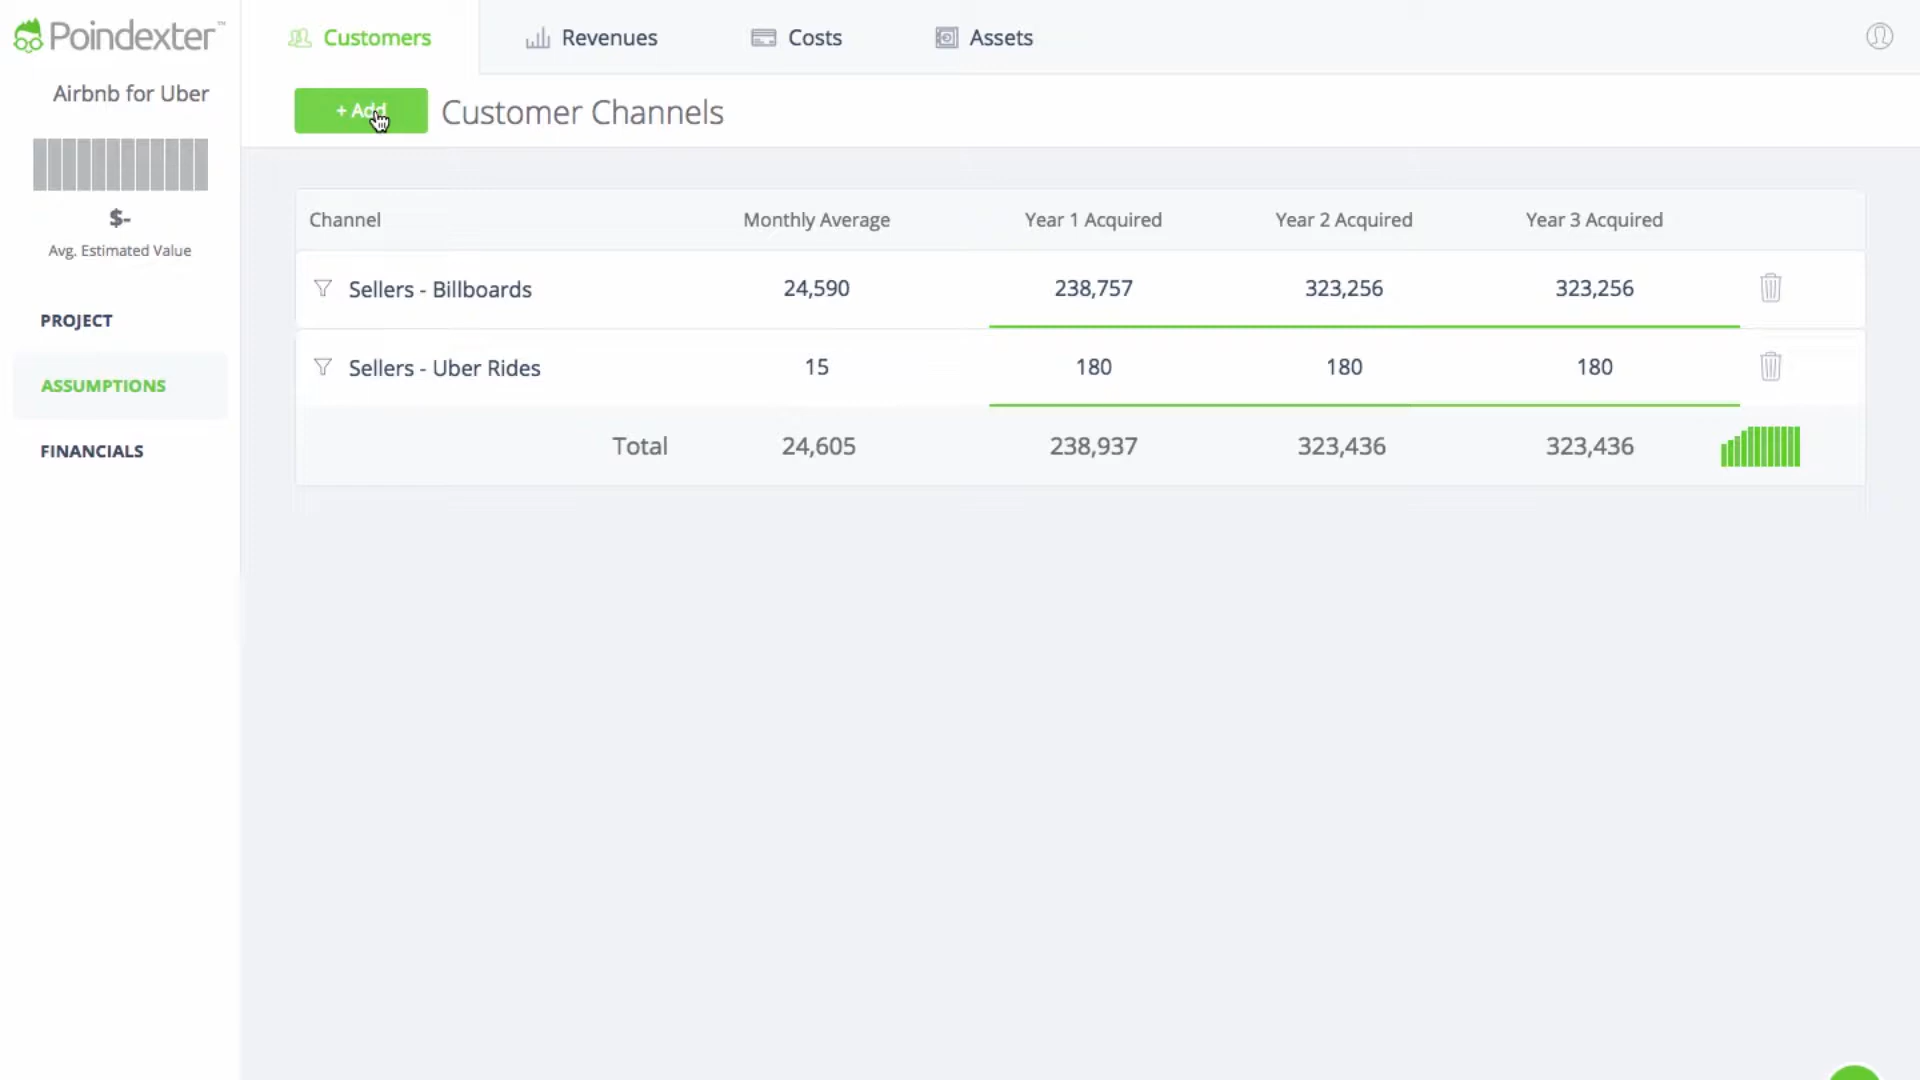 Poindexter™
Airbnb for Uber
$-
Avg. Estimated Value
PROJECT
ASSUMPTIONS
FINANCIALS
Customers
Revenues
Costs
Assets
+ Add
Customer Channels
Channel Monthly Average Year 1 Acquired Year 2 Acquired Year 3 Acquired
Sellers - Billboards 24,590 238,757 323,256 323,256
Sellers - Uber Rides 15 180 180 180
Total 24,605 238,937 323,436 323,436